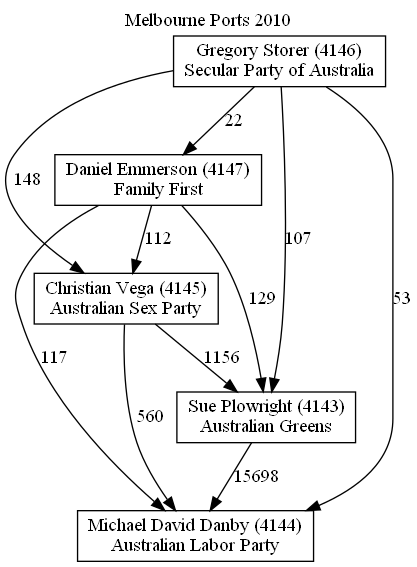 Melbourne Ports 2010
Gregory Storer (4146)
Secular Party of Australia
22
Daniel Emmerson (4147)
Family First
148
112
107
53
Christian Vega (4145)
Australian Sex Party
129
117
1156
560
Sue Plowright (4143)
Australian Greens
15698
Michael David Danby (4144)
Australian Labor Party